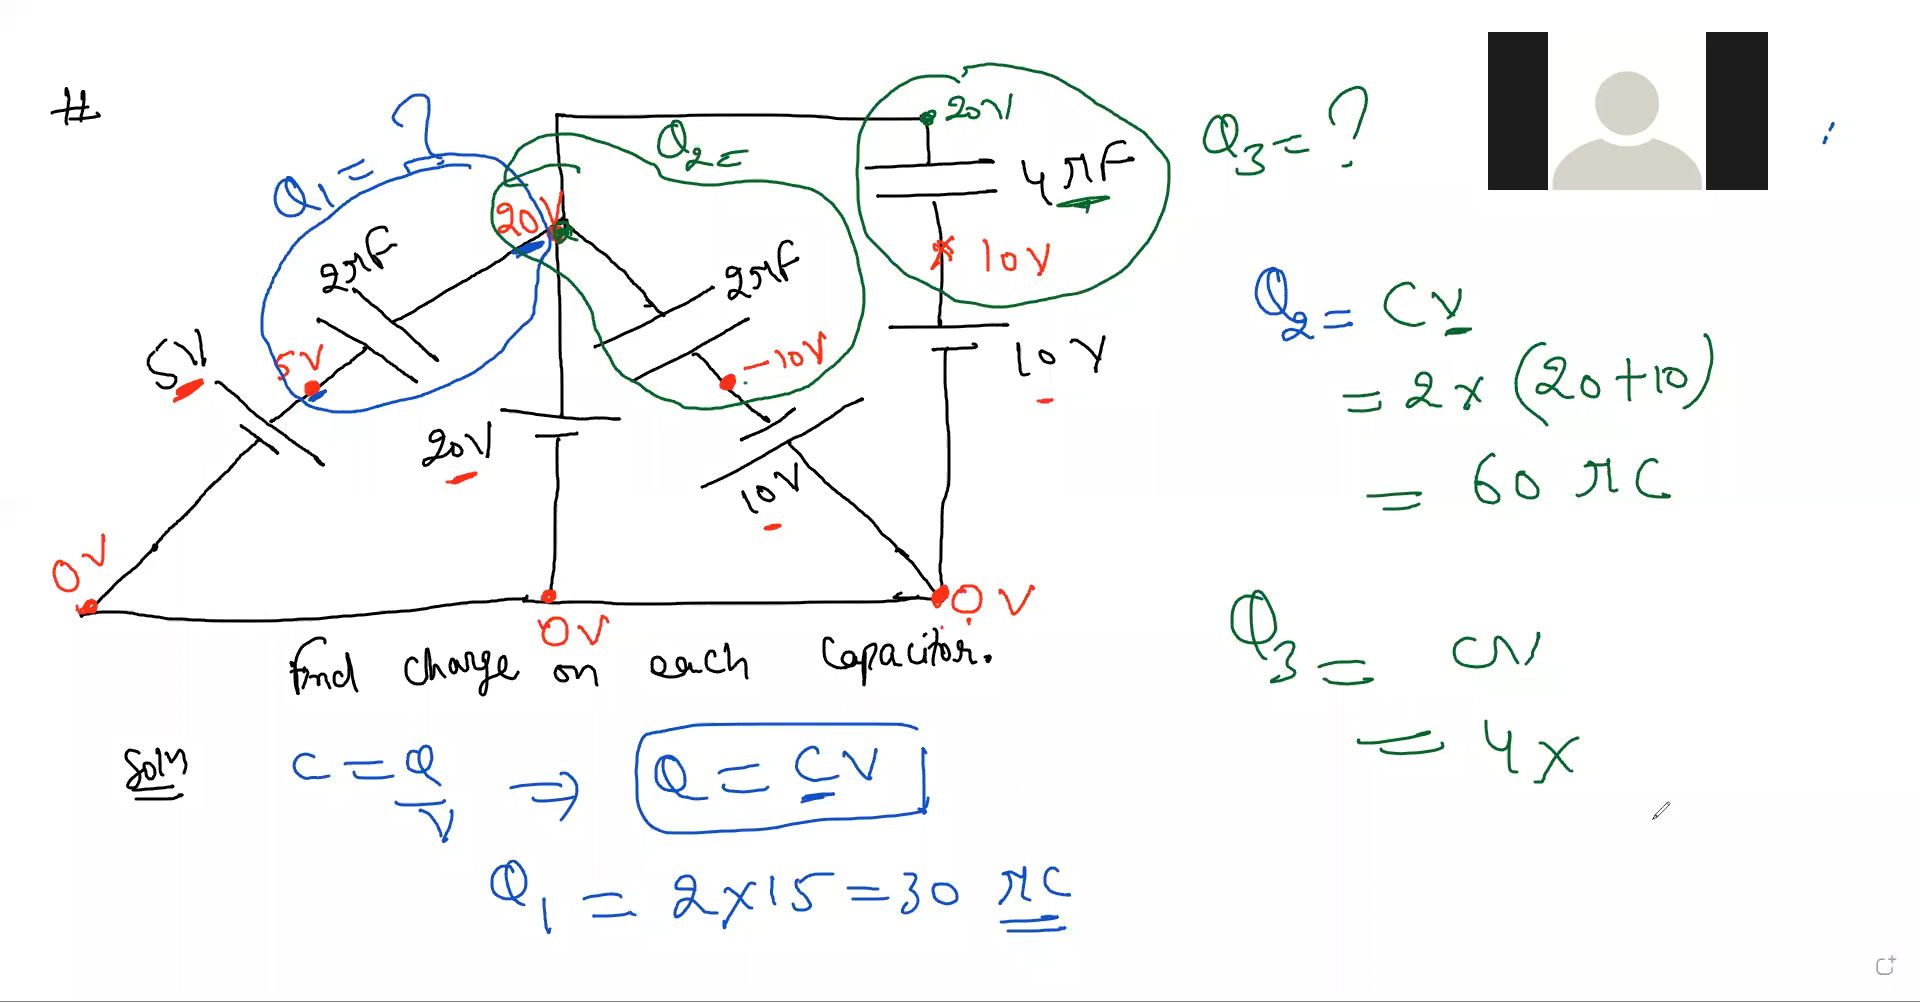 #
Q1 = ?
Q2 =
20V
Q3 = ?
20V
4μF
2μF
2μF
10V
5V
5V
-10V
10V
20V
10V
0V
0V
0V
Find charge on each capacitor.
Soln
C = Q/V ⇒ Q = CV
Q1 = 2×15 = 30 μC
Q2 = CV
= 2×(20+10)
= 60 μC
Q3 = CV
= 4×